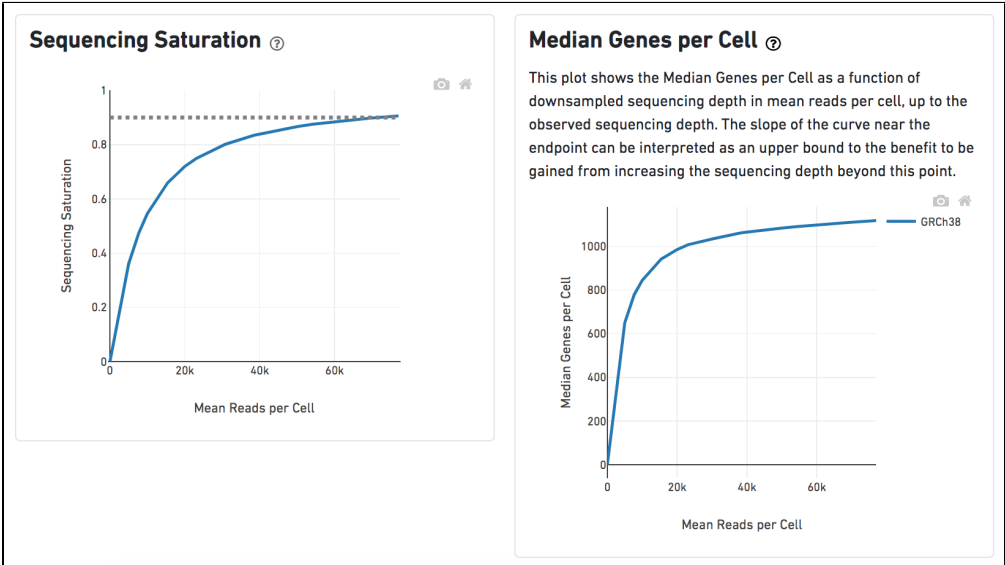 Sequencing Saturation ?
1
0.8
0.6
0.4
0.2
0
Sequencing Saturation
0
20k
40k
60k
Mean Reads per Cell
Median Genes per Cell ?
This plot shows the Median Genes per Cell as a function of
downsampled sequencing depth in mean reads per cell, up to the
observed sequencing depth. The slope of the curve near the
endpoint can be interpreted as an upper bound to the benefit to be
gained from increasing the sequencing depth beyond this point.
GRCh38
1000
800
600
400
200
0
Median Genes per Cell
0
20k
40k
60k
Mean Reads per Cell